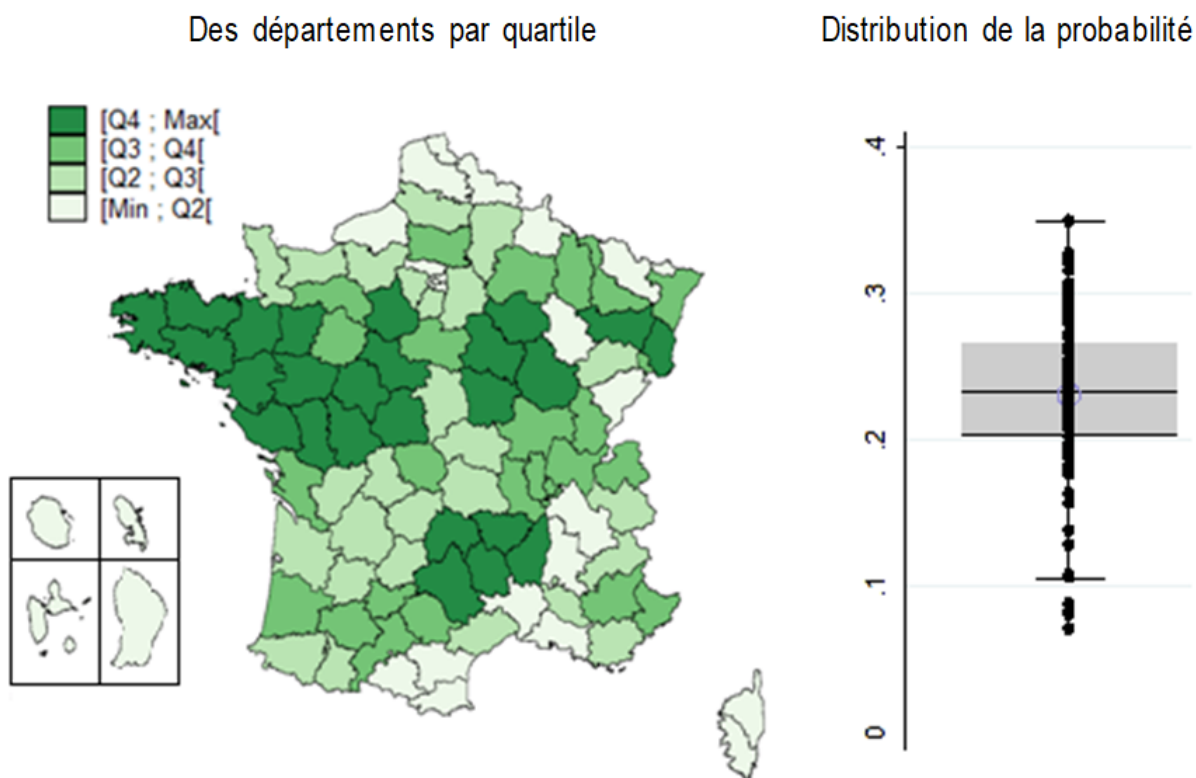 Des départements par quartile
Distribution de la probabilité
[Q4 ; Max[
[Q3 ; Q4[
[Q2 ; Q3[
[Min ; Q2[
.4
.3
.2
.1
0